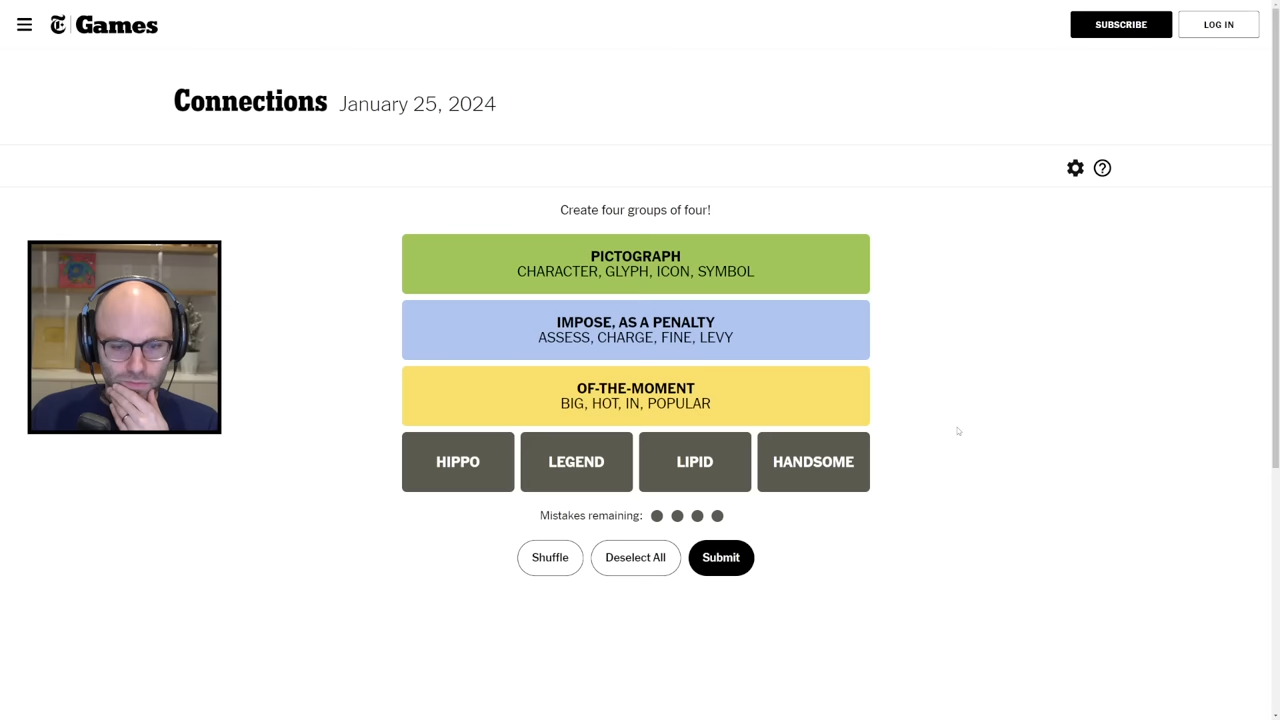 Games
SUBSCRIBE
LOG IN
Connections January 25, 2024
Create four groups of four!
PICTOGRAPH
CHARACTER, GLYPH, ICON, SYMBOL
IMPOSE, AS A PENALTY
ASSESS, CHARGE, FINE, LEVY
OF-THE-MOMENT
BIG, HOT, IN, POPULAR
HIPPO LEGEND LIPID HANDSOME
Mistakes remaining:
Shuffle Deselect All Submit